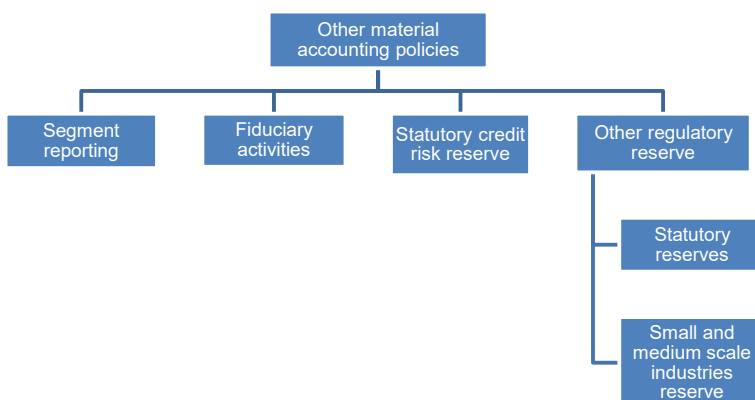 Other material
accounting policies
Segment
reporting
Fiduciary
activities
Statutory credit
risk reserve
Other regulatory
reserve
Statutory
reserves
Small and
medium scale
industries
reserve